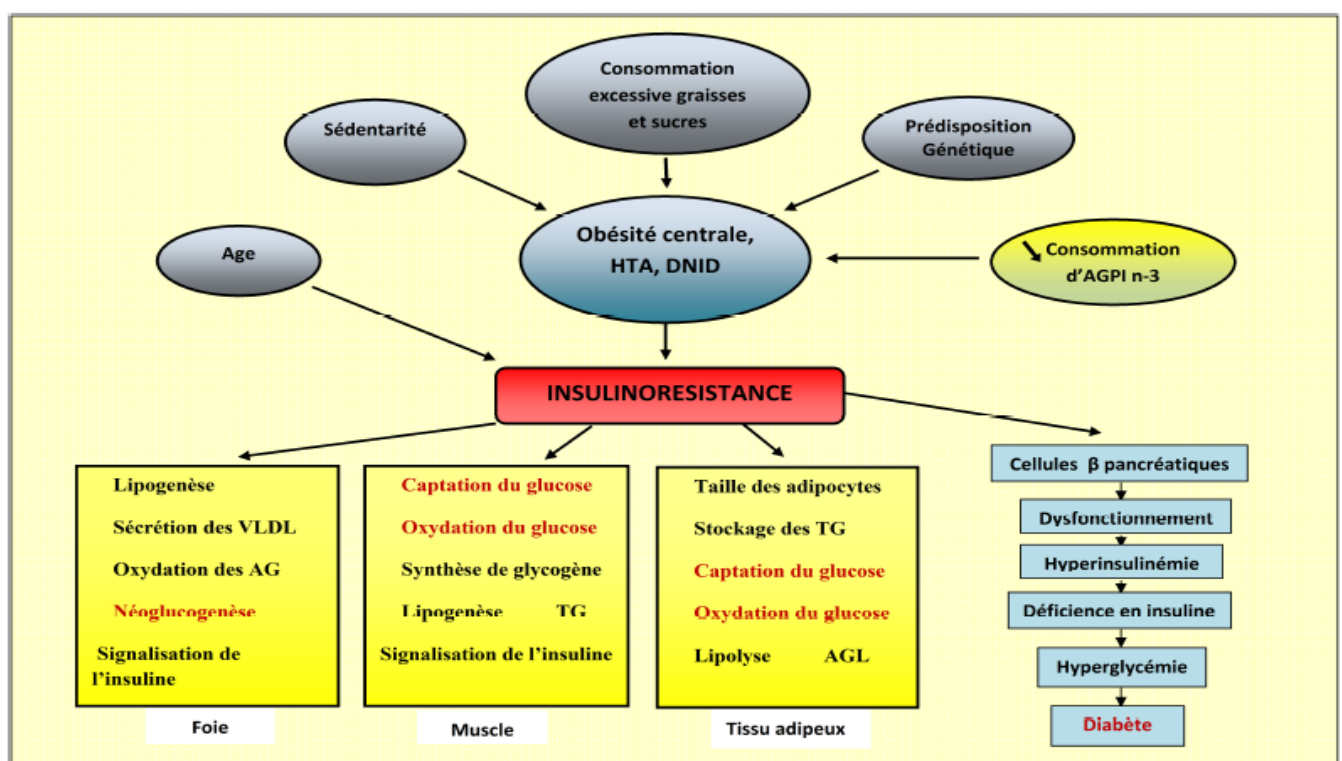 Consommation
excessive graisses
et sucres
Sédentarité
Prédisposition
Génétique
Age
Obésité centrale,
HTA, DNID
Consommation
d'AGPI n-3
INSULINORESISTANCE
Lipogenèse
Sécrétion des VLDL
Oxydation des AG
Néoglucogenèse
Signalisation de
l'insuline
Foie
Captation du glucose
Oxydation du glucose
Synthèse de glycogène
Lipogenèse TG
Signalisation de l'insuline
Muscle
Taille des adipocytes
Stockage des TG
Captation du glucose
Oxydation du glucose
Lipolyse AGL
Tissu adipeux
Cellules β pancréatiques
Dysfonctionnement
Hyperinsulinémie
Déficience en insuline
Hyperglycémie
Diabète